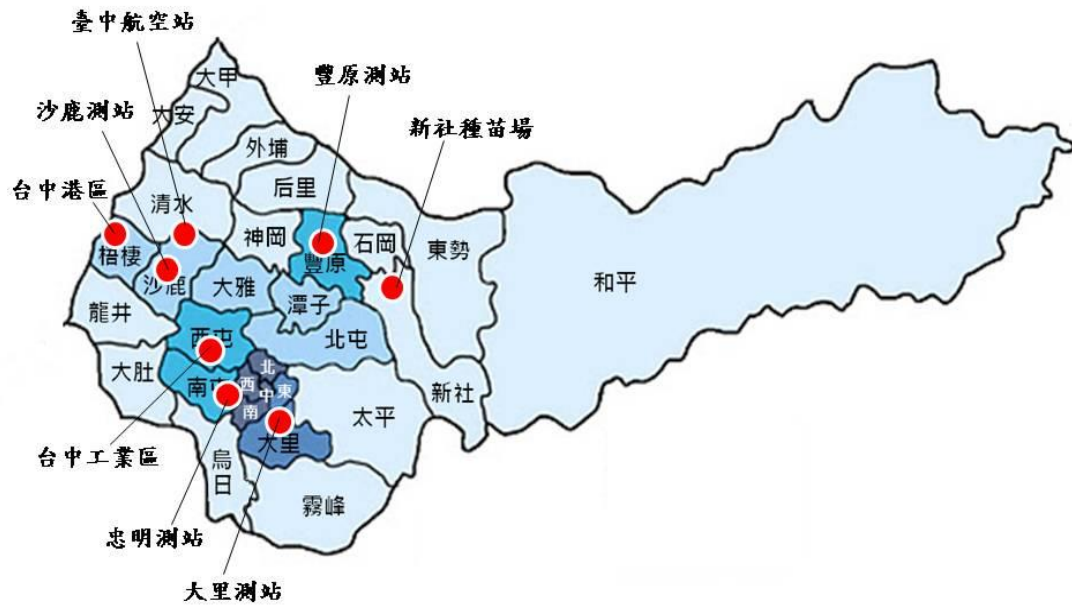 臺中航空站
豐原測站
大甲
沙鹿測站
大安
新社種苗場
外埔
后里
台中港區
清水
神岡
石岡
東勢
梧棲
豐原
和平
沙鹿
大雅
潭子
龍井
西屯
北屯
大肚
北
南屯
西
中
東
新社
南
太平
大里
台中工業區
烏日
霧峰
忠明測站
大里測站